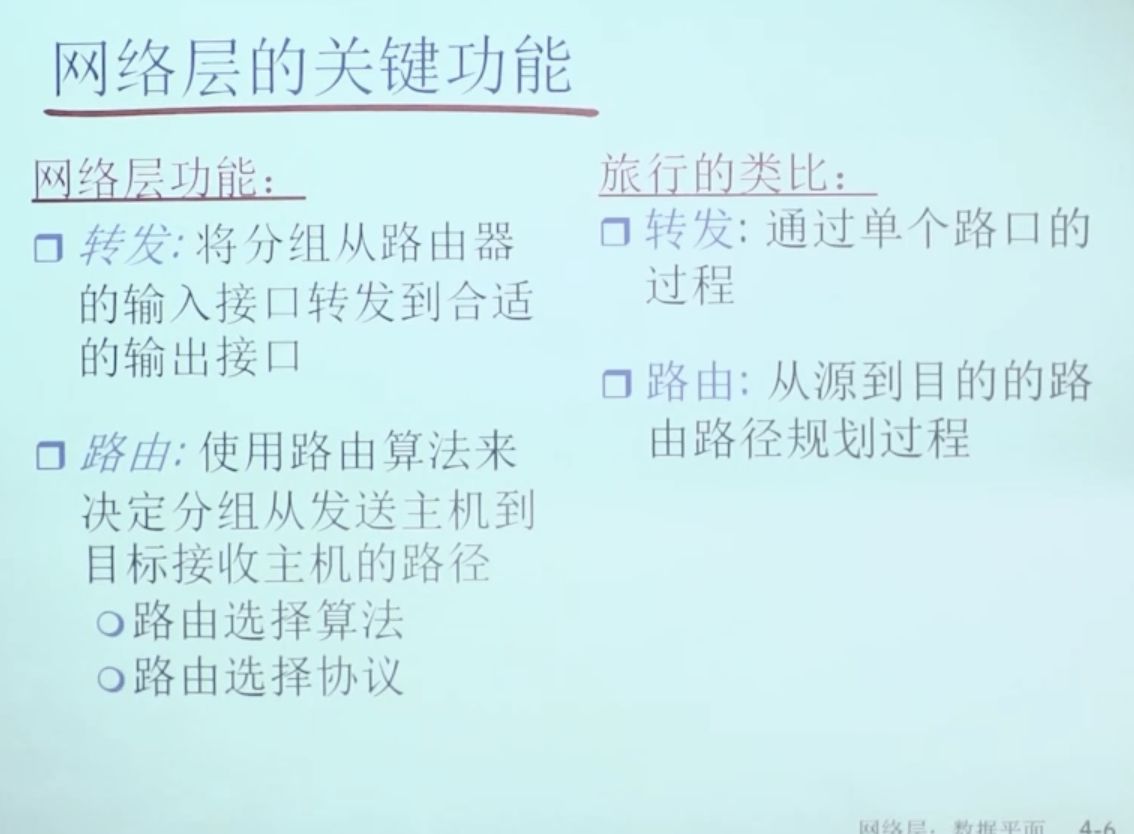 网络层的关键功能
网络层功能:
转发: 将分组从路由器
的输入接口转发到合适
的输出接口
路由: 使用路由算法来
决定分组从发送主机到
目标接收主机的路径
路由选择算法
路由选择协议
旅行的类比:
转发: 通过单个路口的
过程
路由: 从源到目的的路
由路径规划过程
网络层: 数据平面 4-6